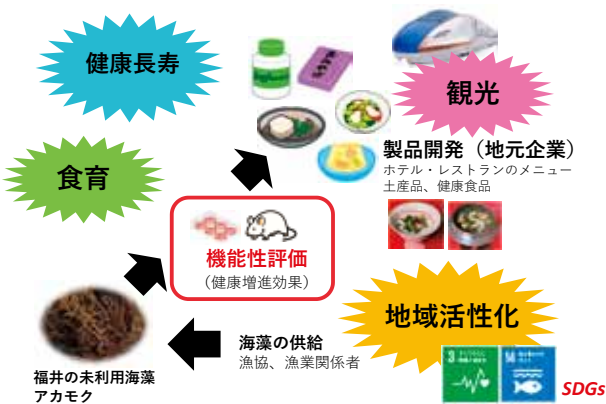 健康長寿
観光
食育
製品開発（地元企業）
ホテル・レストランのメニュー
土産品、健康食品
機能性評価
（健康増進効果）
地域活性化
海藻の供給
漁協、漁業関係者
福井の未利用海藻
アカモク
3
14
SDGs